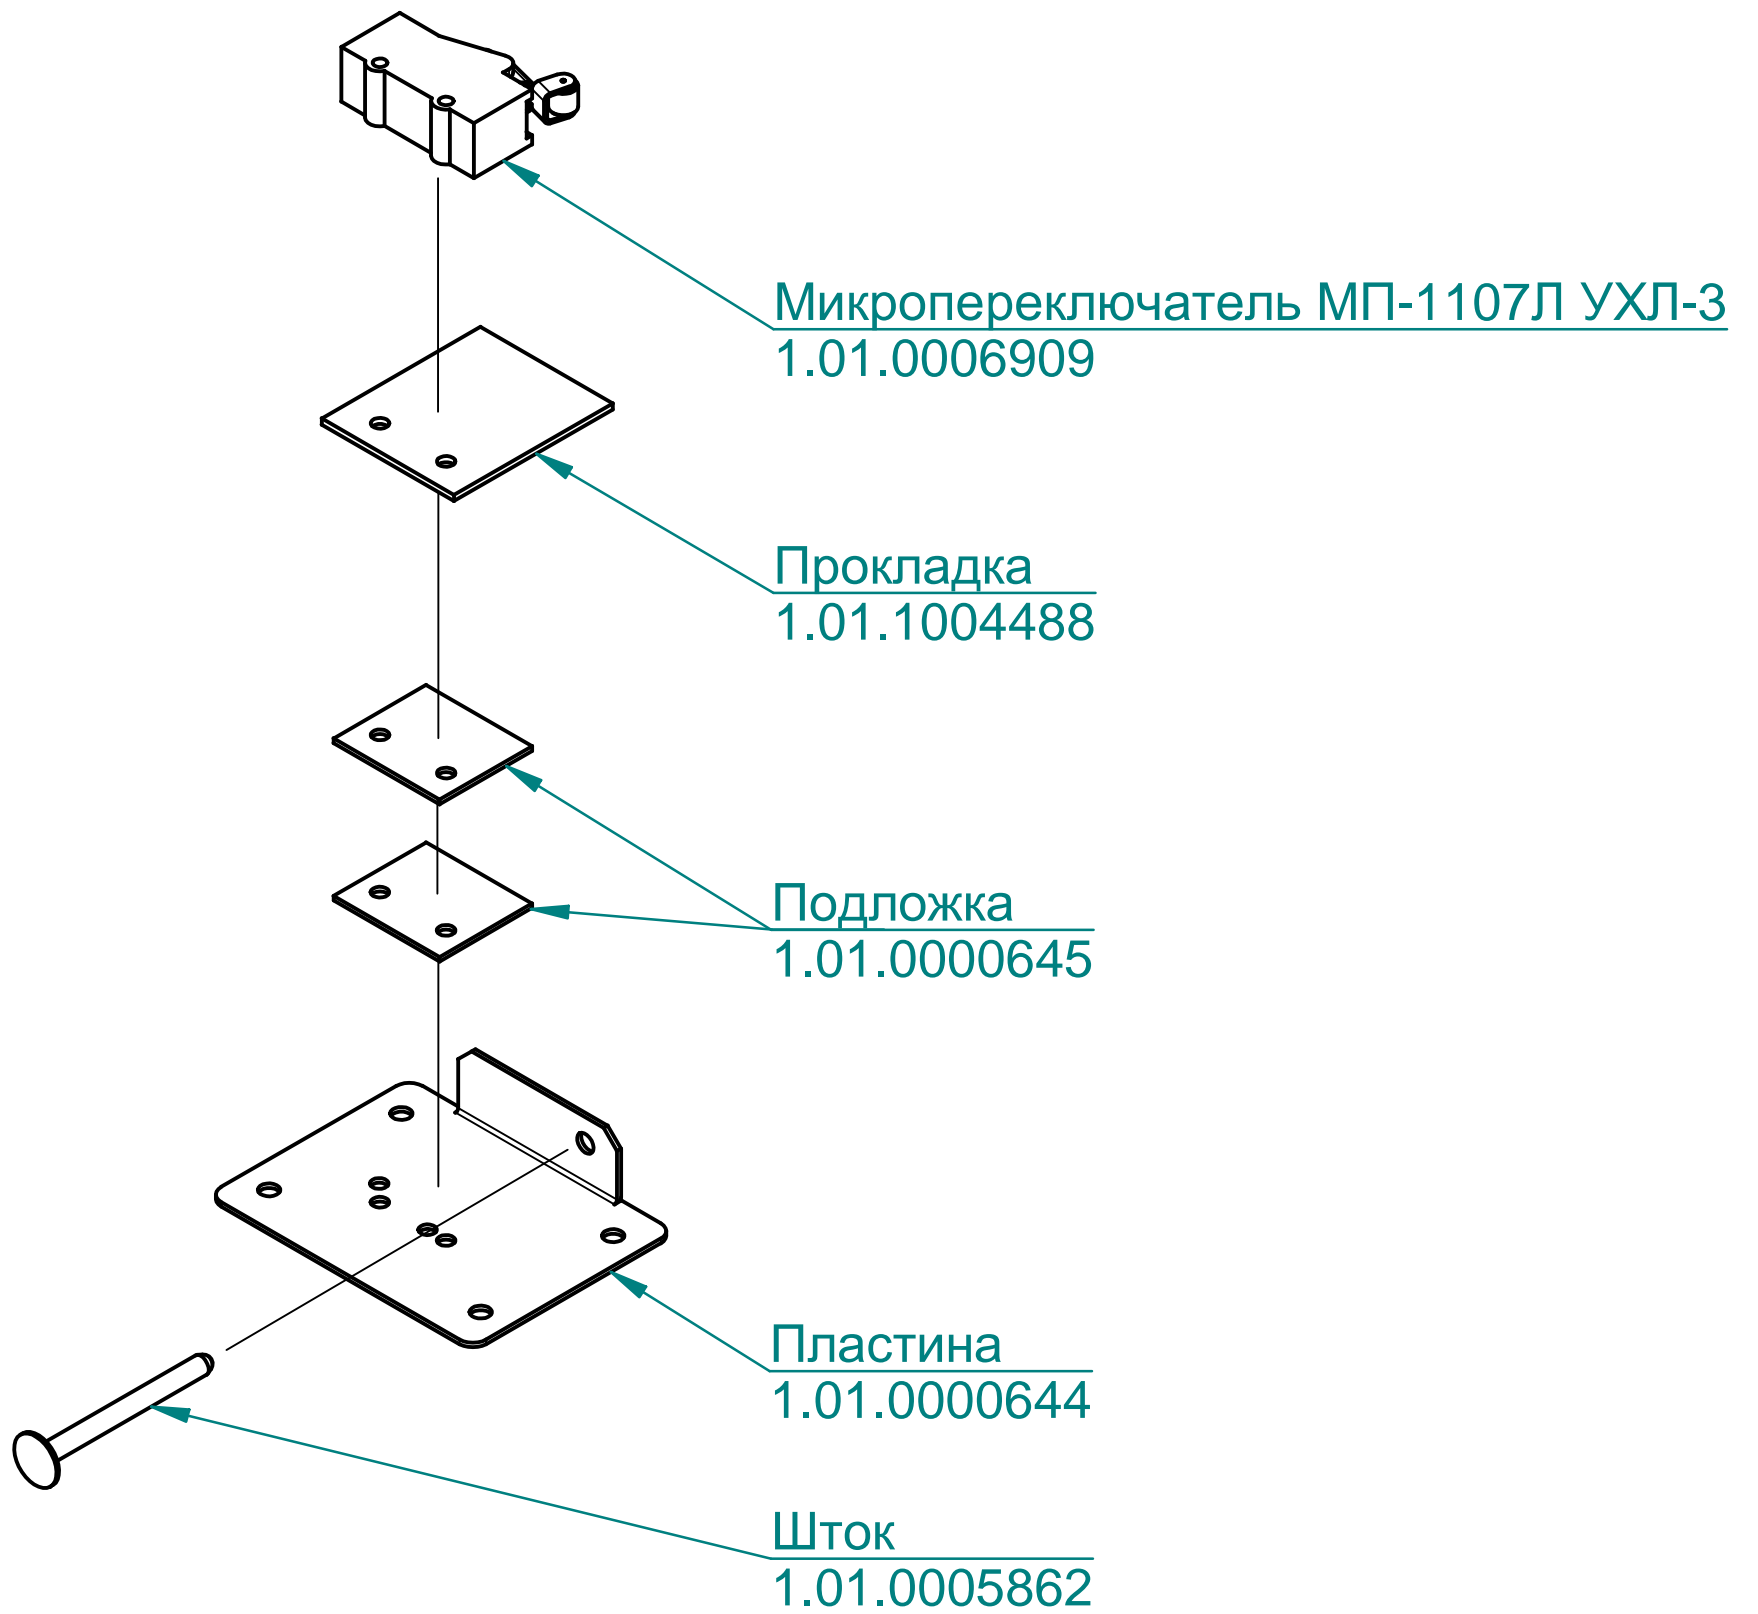 Микропереключатель МП-1107Л УХЛ-3
1.01.0006909
Прокладка
1.01.1004488
Подложка
1.01.0000645
Пластина
1.01.0000644
Шток
1.01.0005862